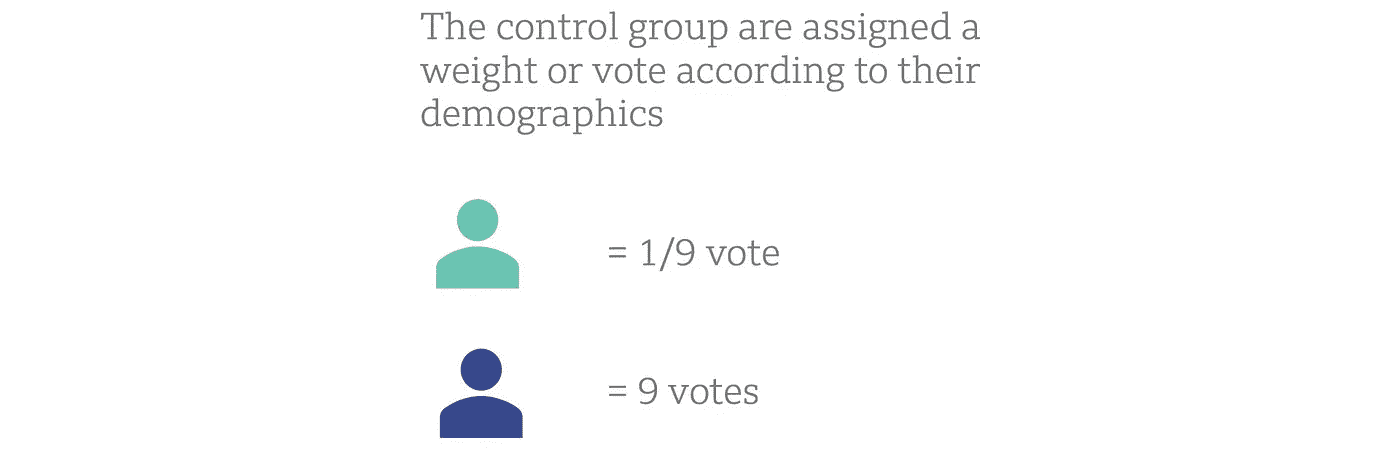 The control group are assigned a
weight or vote according to their
demographics
= 1/9 vote
= 9 votes